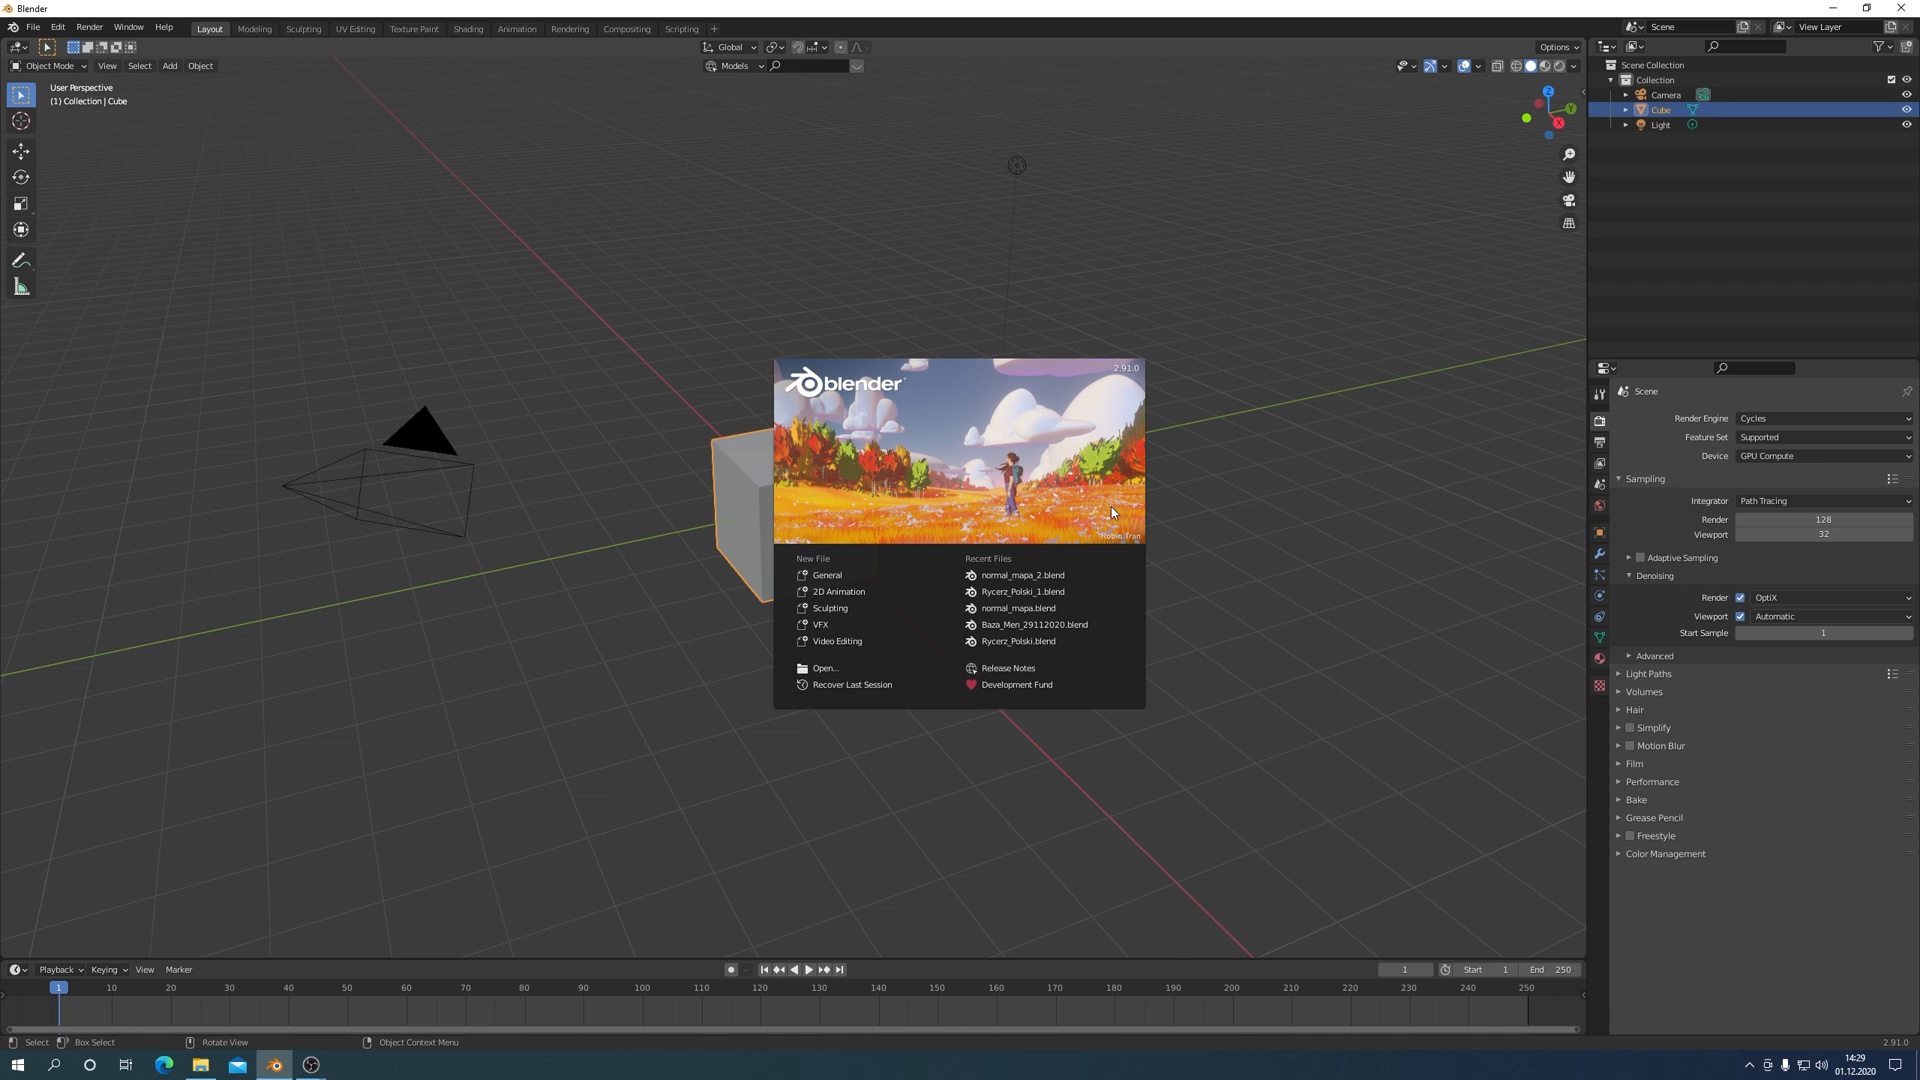 Blender
File Edit Render Window Help
Layout Modeling Sculpting UV Editing Texture Paint Shading Animation Rendering Compositing Scripting +
Scene View Layer
Global Options
Object Mode View Select Add Object
Models
User Perspective
(1) Collection | Cube
Z
Y
X
Scene Collection
Collection
Camera
Cube
Light
blender
2.91.0
Robin Tran
New File
General
2D Animation
Sculpting
VFX
Video Editing
Open...
Recover Last Session
Recent Files
normal_mapa_2.blend
Rycerz_Polski_1.blend
normal_mapa.blend
Baza_Men_29112020.blend
Rycerz_Polski.blend
Release Notes
Development Fund
Scene
Render Engine Cycles
Feature Set Supported
Device GPU Compute
Sampling
Integrator Path Tracing
Render 128
Viewport 32
Adaptive Sampling
Denoising
Render OptiX
Viewport Automatic
Start Sample 1
Advanced
Light Paths
Volumes
Hair
Simplify
Motion Blur
Film
Performance
Bake
Grease Pencil
Freestyle
Color Management
Playback Keying View Marker
1 Start 1 End 250
1 10 20 30 40 50 60 70 80 90 100 110 120 130 140 150 160 170 180 190 200 210 220 230 240 250
Select Box Select Rotate View Object Context Menu 2.91.0
14:29
01.12.2020